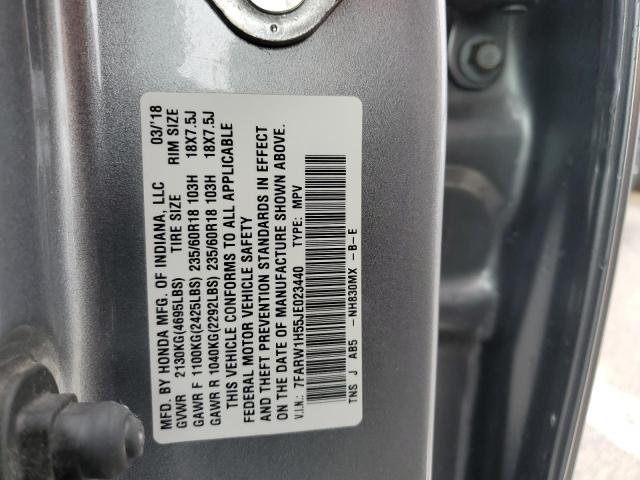 MFD. BY HONDA MFG. OF INDIANA, LLC 03/'18
GVWR 2130KG(4695LBS) TIRE SIZE RIM SIZE
GAWR F 1100KG(2425LBS) 235/60R18 103H 18X7.5J
GAWR R 1040KG(2292LBS) 235/60R18 103H 18X7.5J
THIS VEHICLE CONFORMS TO ALL APPLICABLE
FEDERAL MOTOR VEHICLE SAFETY
AND THEFT PREVENTION STANDARDS IN EFFECT
ON THE DATE OF MANUFACTURE SHOWN ABOVE.
V.I.N.: 7FARW1H55JE023440 TYPE: MPV
TNS J AB5 -NH830MX -B-E